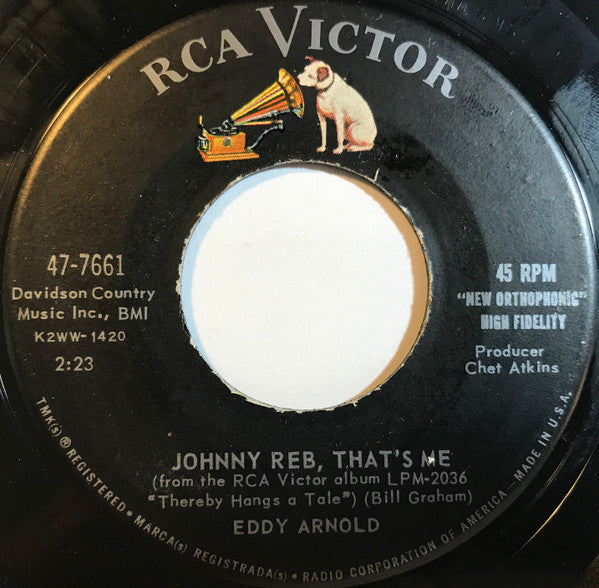 RCA VICTOR
47-7661
Davidson Country
Music Inc., BMI
K2WW-1420
2:23
45 RPM
"NEW ORTHOPHONIC"
HIGH FIDELITY
Producer
Chet Atkins
JOHNNY REB, THAT'S ME
(from the RCA Victor album LPM-2036
"Thereby Hangs a Tale") (Bill Graham)
EDDY ARNOLD
TMK(s) ® REGISTERED • MARCA(s) REGISTRADA(s) • RADIO CORPORATION OF AMERICA—MADE IN U.S.A.